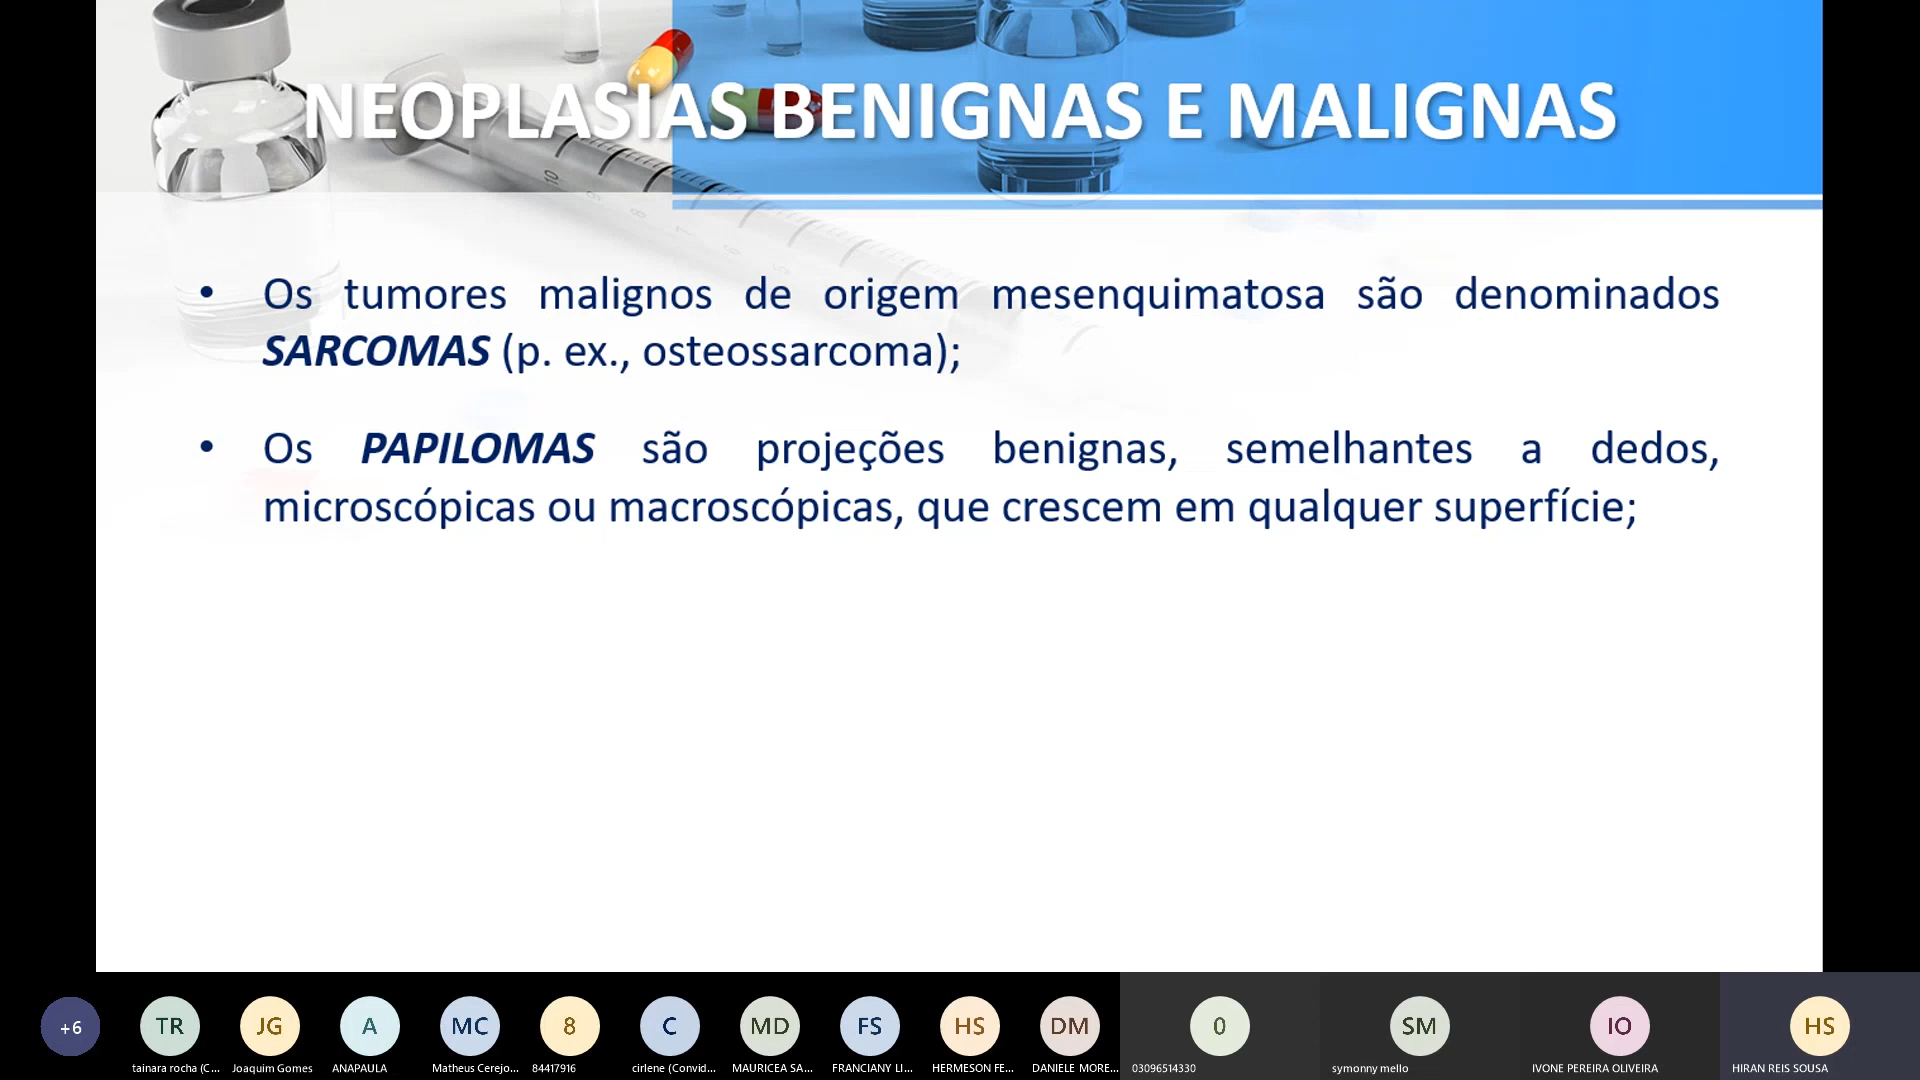 NEOPLASIAS BENIGNAS E MALIGNAS
• Os tumores malignos de origem mesenquimatosa são denominados
SARCOMAS (p. ex., osteossarcoma);
• Os PAPILOMAS são projeções benignas, semelhantes a dedos,
microscópicas ou macroscópicas, que crescem em qualquer superfície;
+6 TR JG A MC 8 C MD FS HS DM 0 SM IO HS
tainara rocha (C... Joaquim Gomes ANAPAULA Matheus Cerejo... 84417916 cirlene (Convid... MAURICEA SA... FRANCIANY LI... HERMESON FE... DANIELE MORE... 03096514330 symonny mello IVONE PEREIRA OLIVEIRA HIRAN REIS SOUSA